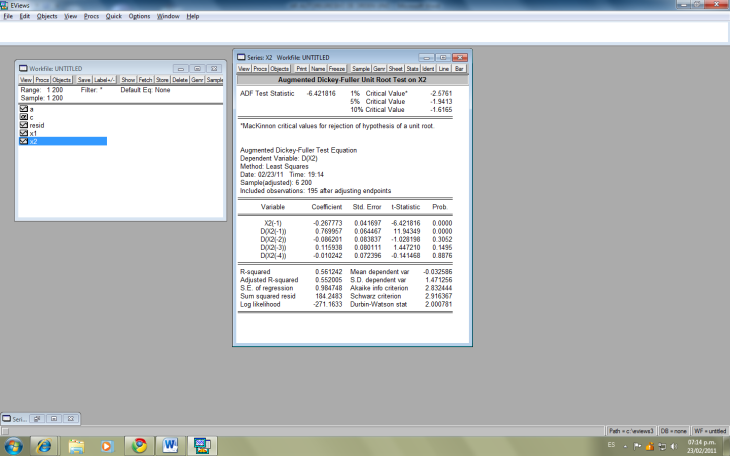 EViews
File Edit Objects View Procs Quick Options Window Help
Workfile: UNTITLED
View Procs Objects Save Label+/- Show Fetch Store Delete Genr Sample
Range: 1 200 Filter: * Default Eq: None
Sample: 1 200
a
c
resid
x1
x2
Series: X2 Workfile: UNTITLED
View Procs Objects Print Name Freeze Sample Genr Sheet Stats Ident Line Bar
Augmented Dickey-Fuller Unit Root Test on X2
ADF Test Statistic -6.421816 1% Critical Value* -2.5761
5% Critical Value -1.9413
10% Critical Value -1.6165
*MacKinnon critical values for rejection of hypothesis of a unit root.
Augmented Dickey-Fuller Test Equation
Dependent Variable: D(X2)
Method: Least Squares
Date: 02/23/11 Time: 19:14
Sample(adjusted): 6 200
Included observations: 195 after adjusting endpoints
Variable Coefficient Std. Error t-Statistic Prob.
X2(-1) -0.267773 0.041697 -6.421816 0.0000
D(X2(-1)) 0.769957 0.064467 11.94349 0.0000
D(X2(-2)) -0.086201 0.083837 -1.028198 0.3052
D(X2(-3)) 0.115938 0.080111 1.447210 0.1495
D(X2(-4)) -0.010242 0.072396 -0.141468 0.8876
R-squared 0.561242 Mean dependent var -0.032586
Adjusted R-squared 0.552005 S.D. dependent var 1.471256
S.E. of regression 0.984748 Akaike info criterion 2.832444
Sum squared resid 184.2483 Schwarz criterion 2.916367
Log likelihood -271.1633 Durbin-Watson stat 2.000781
Seri...
Path = c:\eviews3 DB = none WF = untitled
ES
07:14 p.m.
23/02/2011